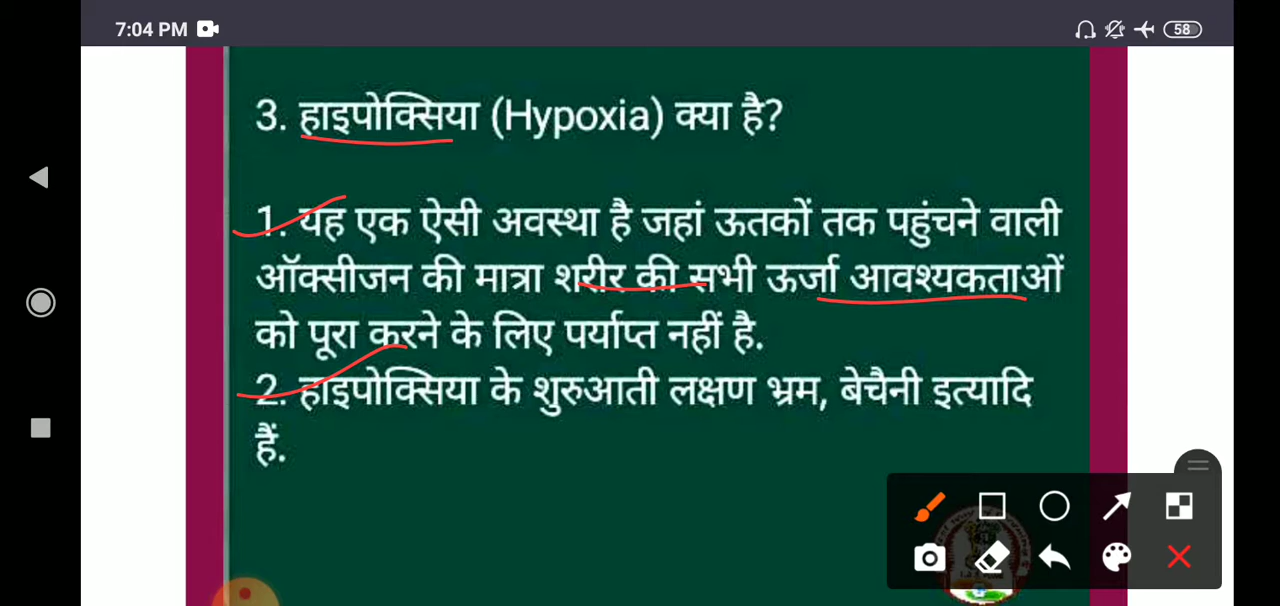 7:04 PM
58
3. हाइपोक्सिया (Hypoxia) क्या है?
1. यह एक ऐसी अवस्था है जहां ऊतकों तक पहुंचने वाली
ऑक्सीजन की मात्रा शरीर की सभी ऊर्जा आवश्यकताओं
को पूरा करने के लिए पर्याप्त नहीं है.
2. हाइपोक्सिया के शुरुआती लक्षण भ्रम, बेचैनी इत्यादि
हैं.